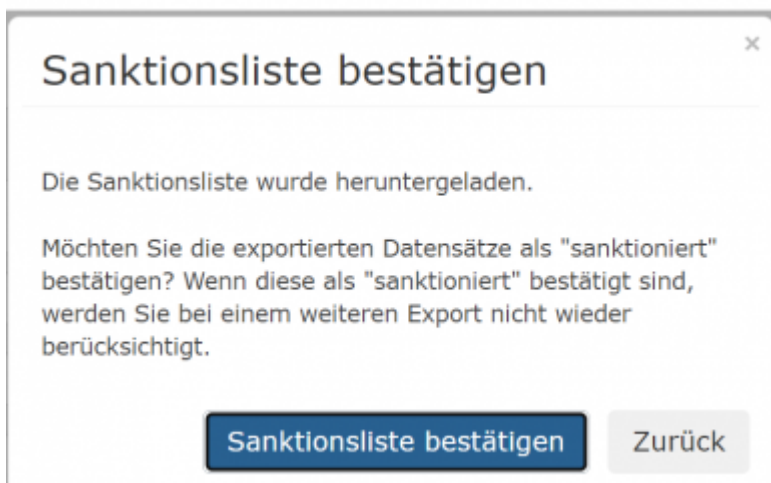 ×
Sanktionsliste bestätigen
Die Sanktionsliste wurde heruntergeladen.
Möchten Sie die exportierten Datensätze als "sanktioniert"
bestätigen? Wenn diese als "sanktioniert" bestätigt sind,
werden Sie bei einem weiteren Export nicht wieder
berücksichtigt.
Sanktionsliste bestätigen Zurück